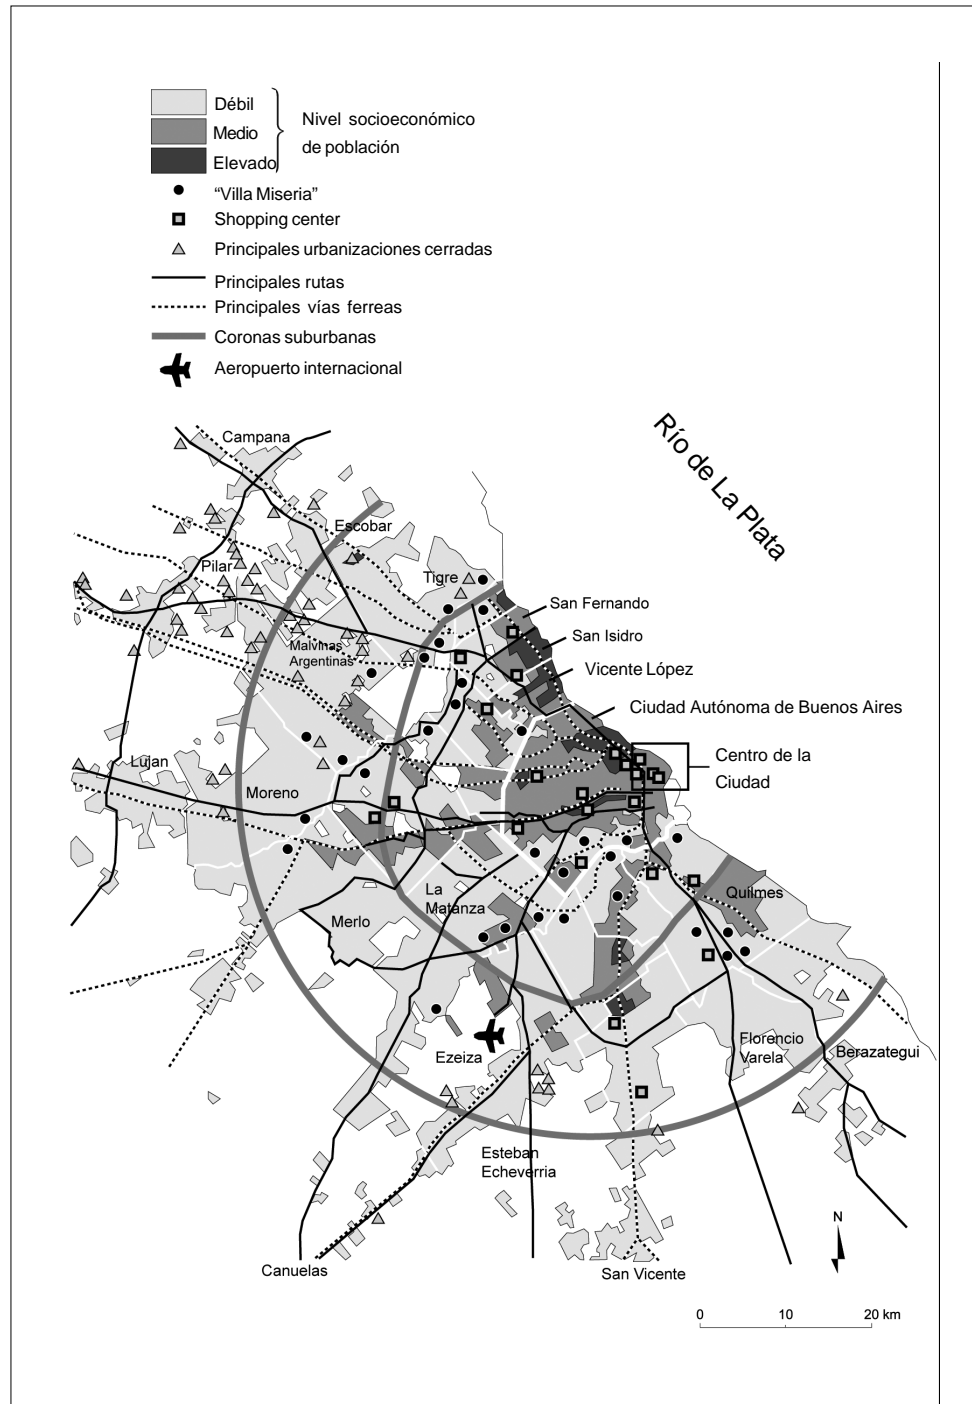 Débil
Medio
Elevado
Nivel socioeconómico
de población
“Villa Miseria”
Shopping center
Principales urbanizaciones cerradas
Principales rutas
Principales vías ferreas
Coronas suburbanas
Aeropuerto internacional
Río de La Plata
Campana
Escobar
Pilar
Tigre
San Fernando
San Isidro
Malvinas
Argentinas
Vicente López
Ciudad Autónoma de Buenos Aires
Lujan
Centro de la
Ciudad
Moreno
La
Matanza
Quilmes
Merlo
Ezeiza
Florencio
Varela
Berazategui
Esteban
Echeverria
Canuelas
San Vicente
N
0 10 20 km